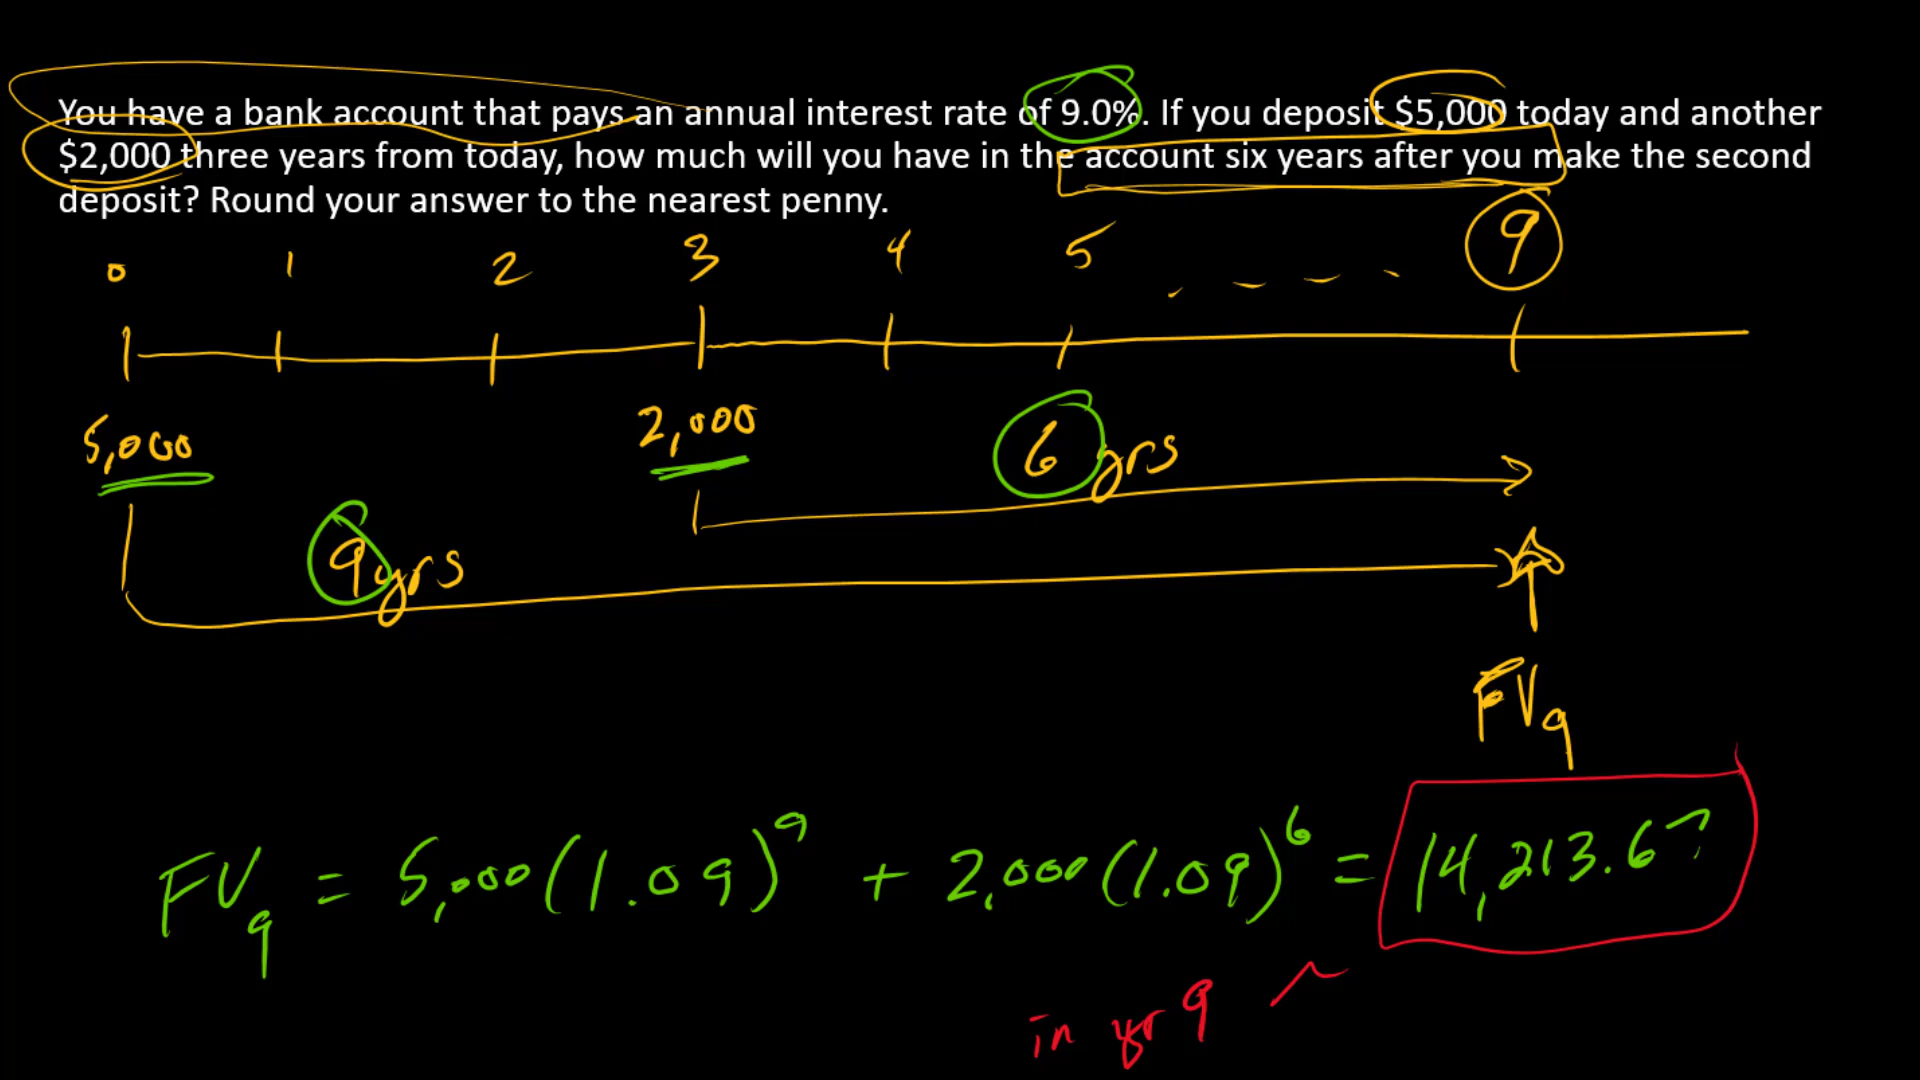 You have a bank account that pays an annual interest rate of 9.0%. If you deposit $5,000 today and another
$2,000 three years from today, how much will you have in the account six years after you make the second
deposit? Round your answer to the nearest penny.
0 1 2 3 4 5 . - - - 9
5,000 2,000 6 yrs
9 yrs
FV9
FV9 = 5,000(1.09)^9 + 2,000(1.09)^6 = 14,213.67
in yr 9